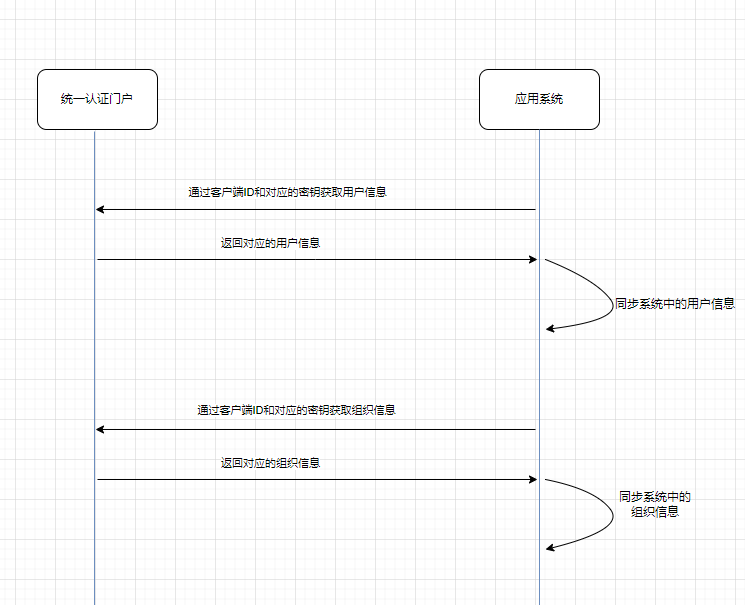 统一认证门户
应用系统
通过客户端ID和对应的密钥获取用户信息
返回对应的用户信息
同步系统中的用户信息
通过客户端ID和对应的密钥获取组织信息
返回对应的组织信息
同步系统中的
组织信息